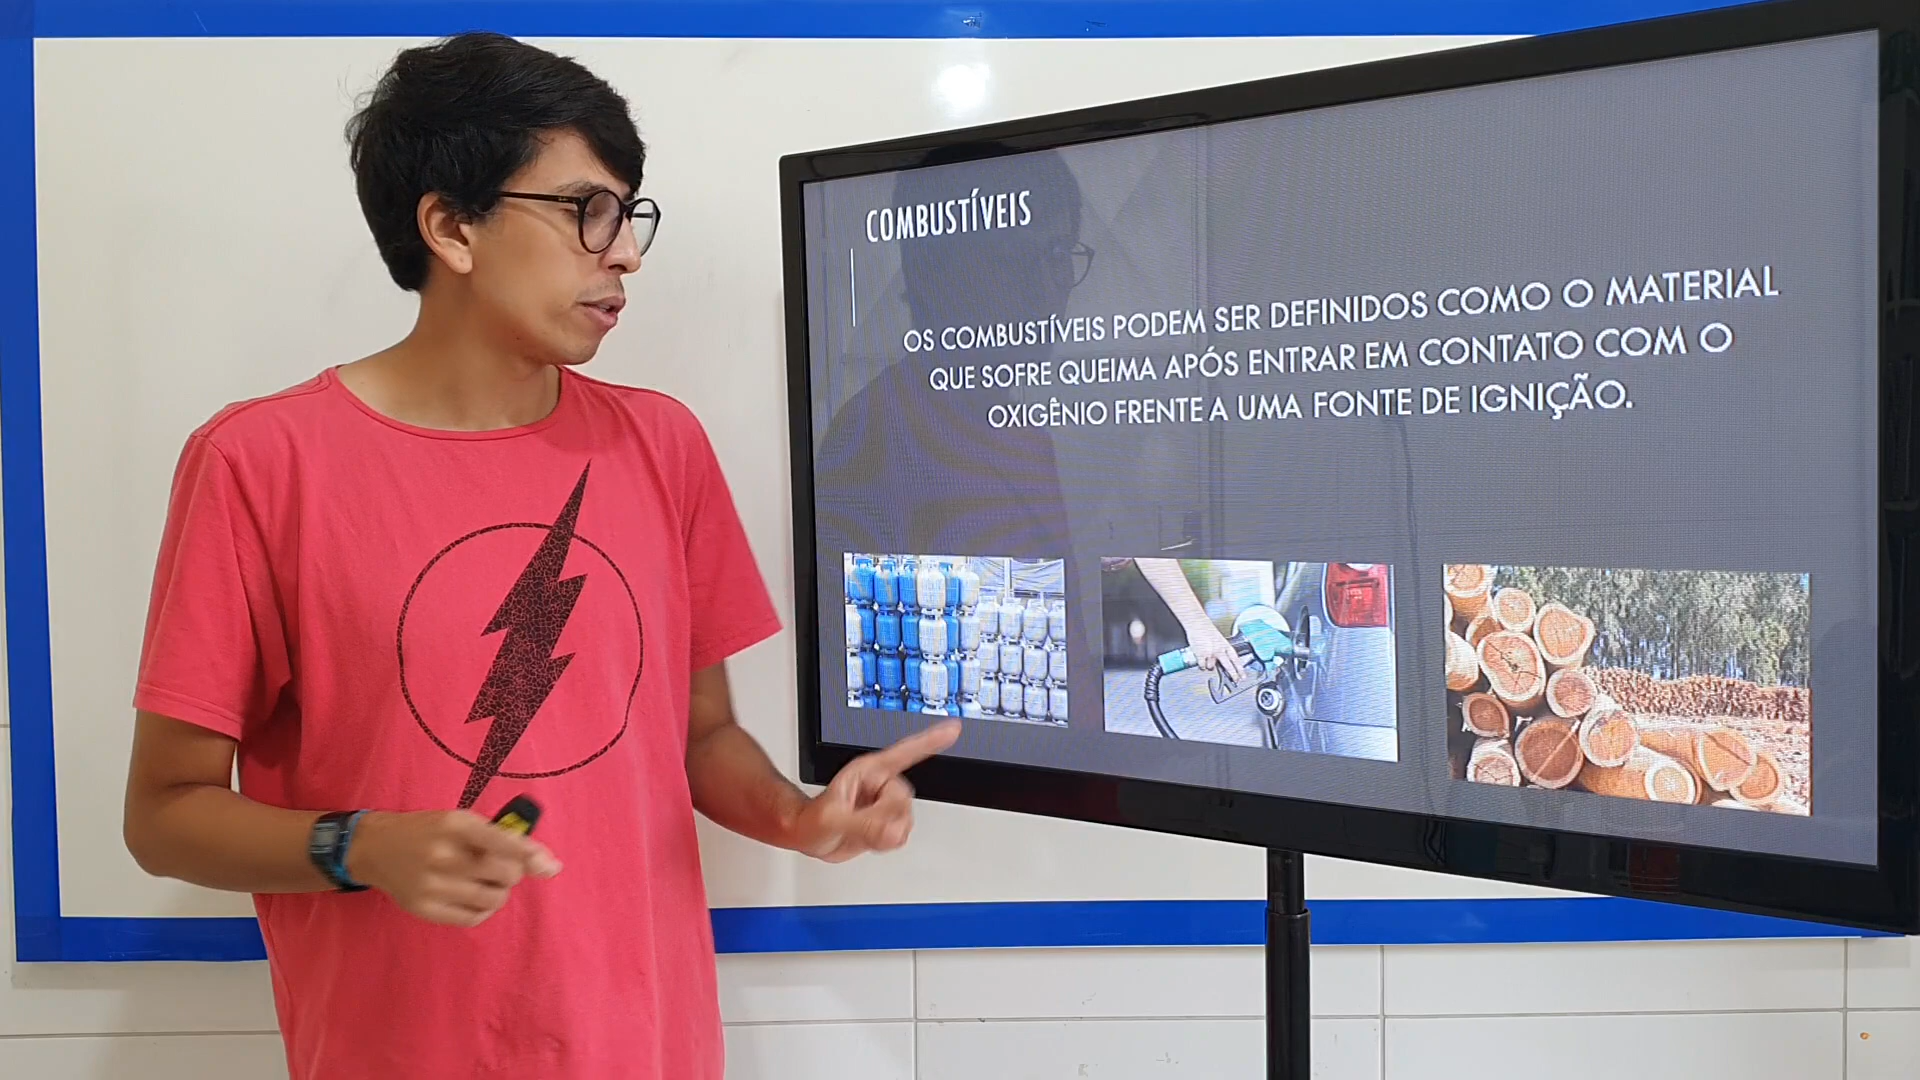 COMBUSTÍVEIS
OS COMBUSTÍVEIS PODEM SER DEFINIDOS COMO O MATERIAL
QUE SOFRE QUEIMA APÓS ENTRAR EM CONTATO COM O
OXIGÊNIO FRENTE A UMA FONTE DE IGNIÇÃO.